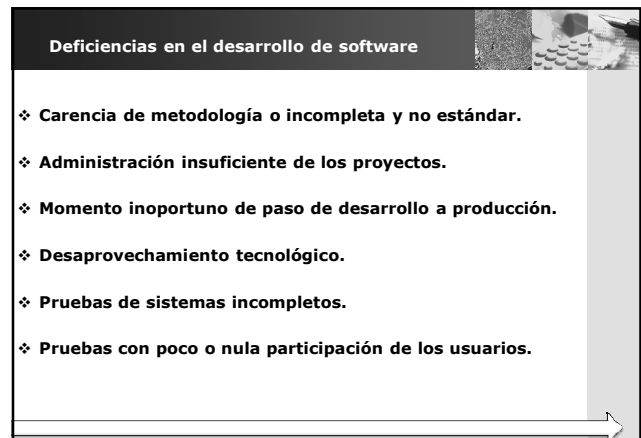 Deficiencias en el desarrollo de software
❖ Carencia de metodología o incompleta y no estándar.
❖ Administración insuficiente de los proyectos.
❖ Momento inoportuno de paso de desarrollo a producción.
❖ Desaprovechamiento tecnológico.
❖ Pruebas de sistemas incompletos.
❖ Pruebas con poco o nula participación de los usuarios.